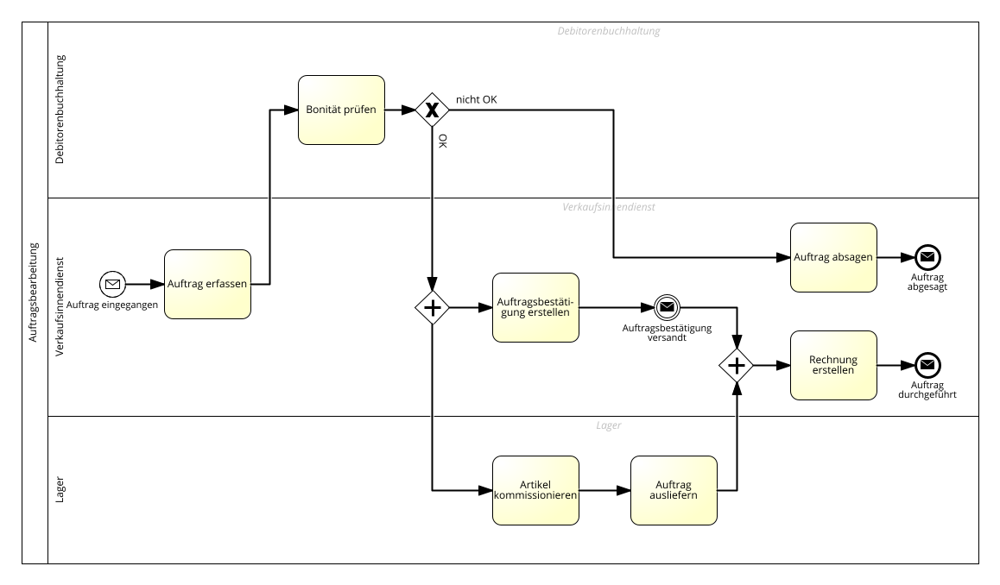 Auftragsbearbeitung
Debitorenbuchhaltung
Debitorenbuchhaltung
Bonität prüfen
nicht OK
OK
Verkaufsinnendienst
Verkaufsinnendienst
Auftrag eingegangen
Auftrag erfassen
Auftragsbestäti-
gung erstellen
Auftragsbestätigung
versandt
Auftrag absagen
Auftrag
abgesagt
Rechnung
erstellen
Auftrag
durchgeführt
Lager
Lager
Artikel
kommissionieren
Auftrag
ausliefern